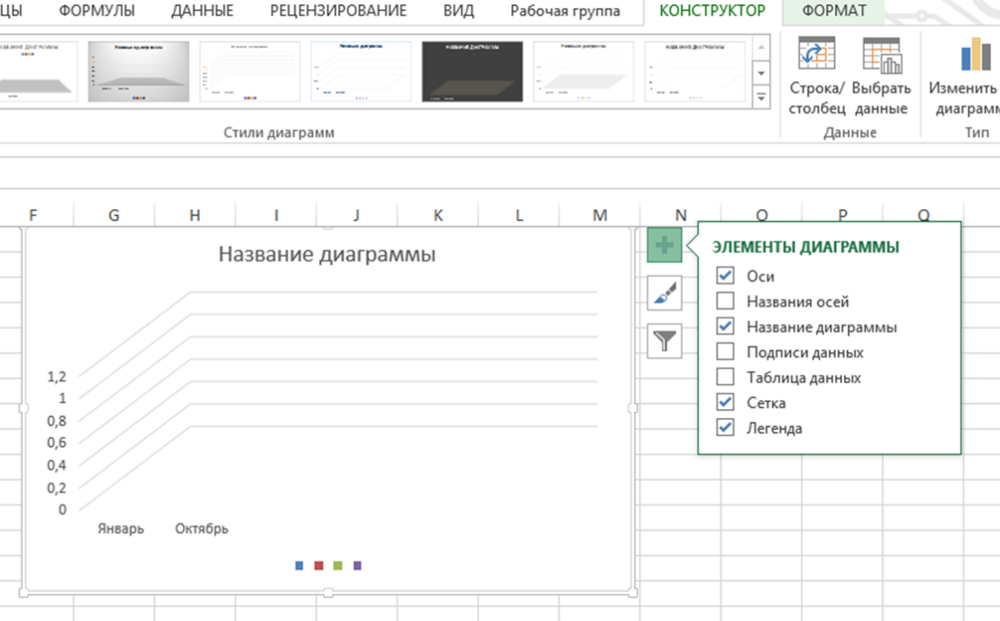 ЦЫ ФОРМУЛЫ ДАННЫЕ РЕЦЕНЗИРОВАНИЕ ВИД Рабочая группа КОНСТРУКТОР ФОРМАТ
Строка/ Выбрать Изменить
столбец данные диаграмм
Стили диаграмм Данные Тип
F G H I J K L M N O P Q
Название диаграммы
1,2
1
0,8
0,6
0,4
0,2
0
Январь Октябрь
ЭЛЕМЕНТЫ ДИАГРАММЫ
Оси
Названия осей
Название диаграммы
Подписи данных
Таблица данных
Сетка
Легенда